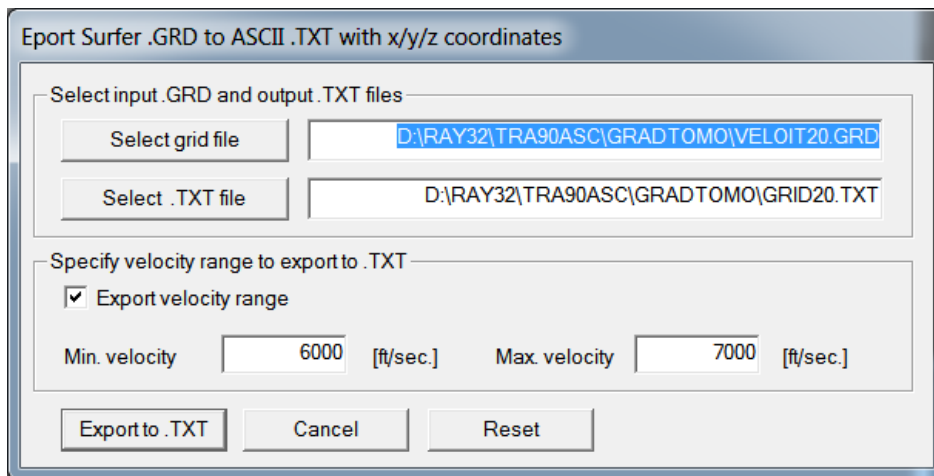 Eport Surfer .GRD to ASCII .TXT with x/y/z coordinates
Select input .GRD and output .TXT files
Select grid file D:\RAY32\TRA90ASC\GRADTOMO\VELOIT20.GRD
Select .TXT file D:\RAY32\TRA90ASC\GRADTOMO\GRID20.TXT
Specify velocity range to export to .TXT
Export velocity range
Min. velocity 6000 [ft/sec.] Max. velocity 7000 [ft/sec.]
Export to .TXT Cancel Reset